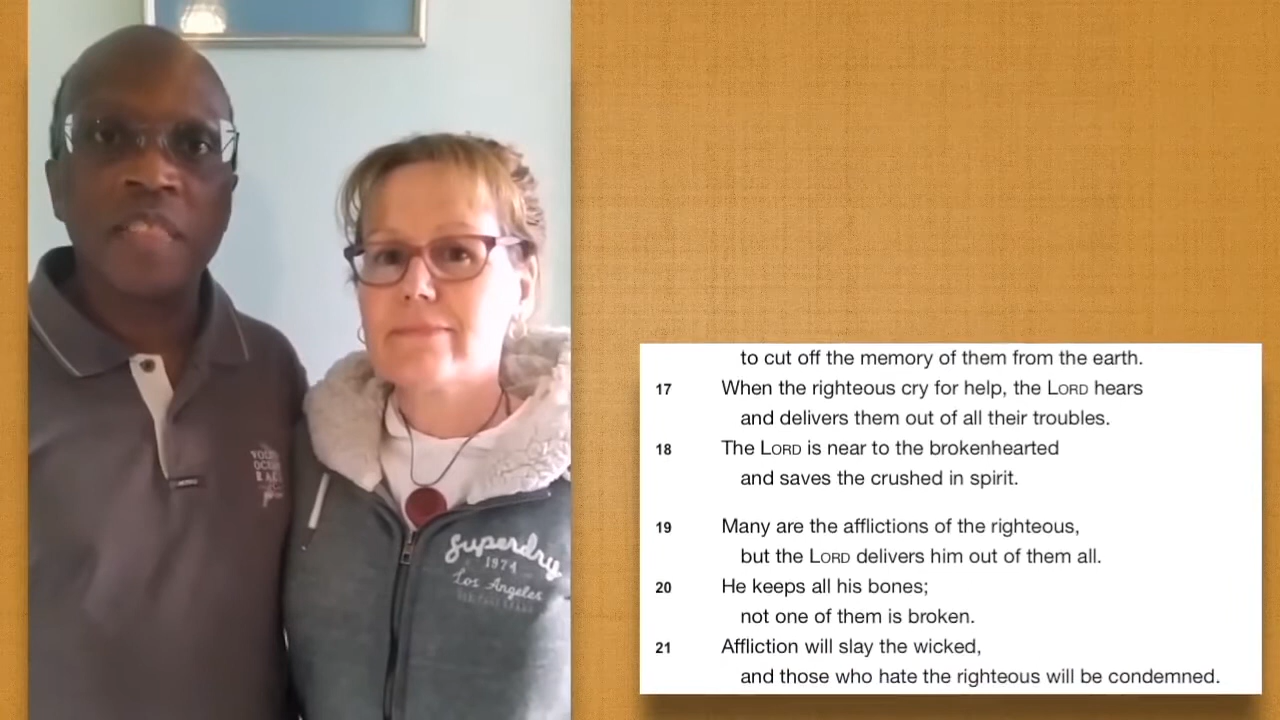 VOLVO
OCEAN
RACE
Superdry
1974
Los Angeles
to cut off the memory of them from the earth.
17 When the righteous cry for help, the LORD hears
and delivers them out of all their troubles.
18 The LORD is near to the brokenhearted
and saves the crushed in spirit.
19 Many are the afflictions of the righteous,
but the LORD delivers him out of them all.
20 He keeps all his bones;
not one of them is broken.
21 Affliction will slay the wicked,
and those who hate the righteous will be condemned.